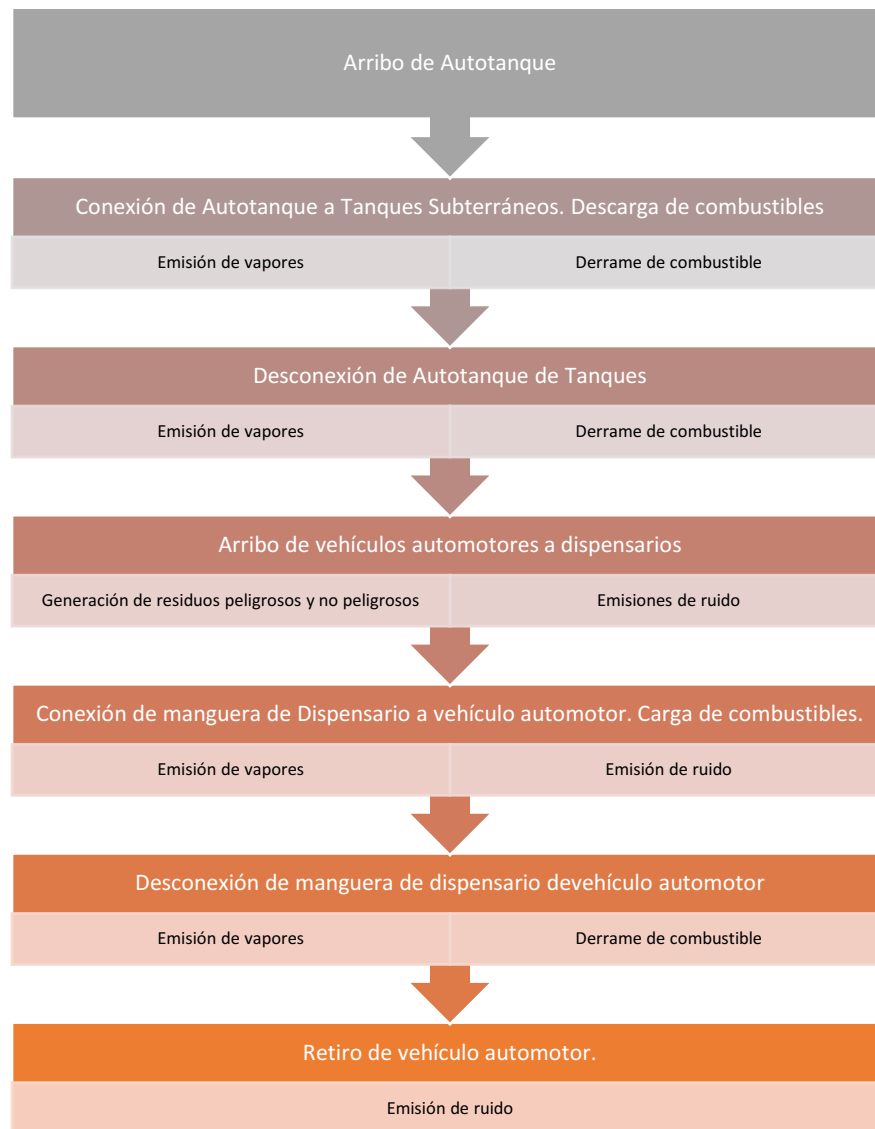 Arribo de Autotanque
Conexión de Autotanque a Tanques Subterráneos. Descarga de combustibles
Emisión de vapores
Derrame de combustible
Desconexión de Autotanque de Tanques
Emisión de vapores
Derrame de combustible
Arribo de vehículos automotores a dispensarios
Generación de residuos peligrosos y no peligrosos
Emisiones de ruido
Conexión de manguera de Dispensario a vehículo automotor. Carga de combustibles.
Emisión de vapores
Emisión de ruido
Desconexión de manguera de dispensario devehículo automotor
Emisión de vapores
Derrame de combustible
Retiro de vehículo automotor.
Emisión de ruido